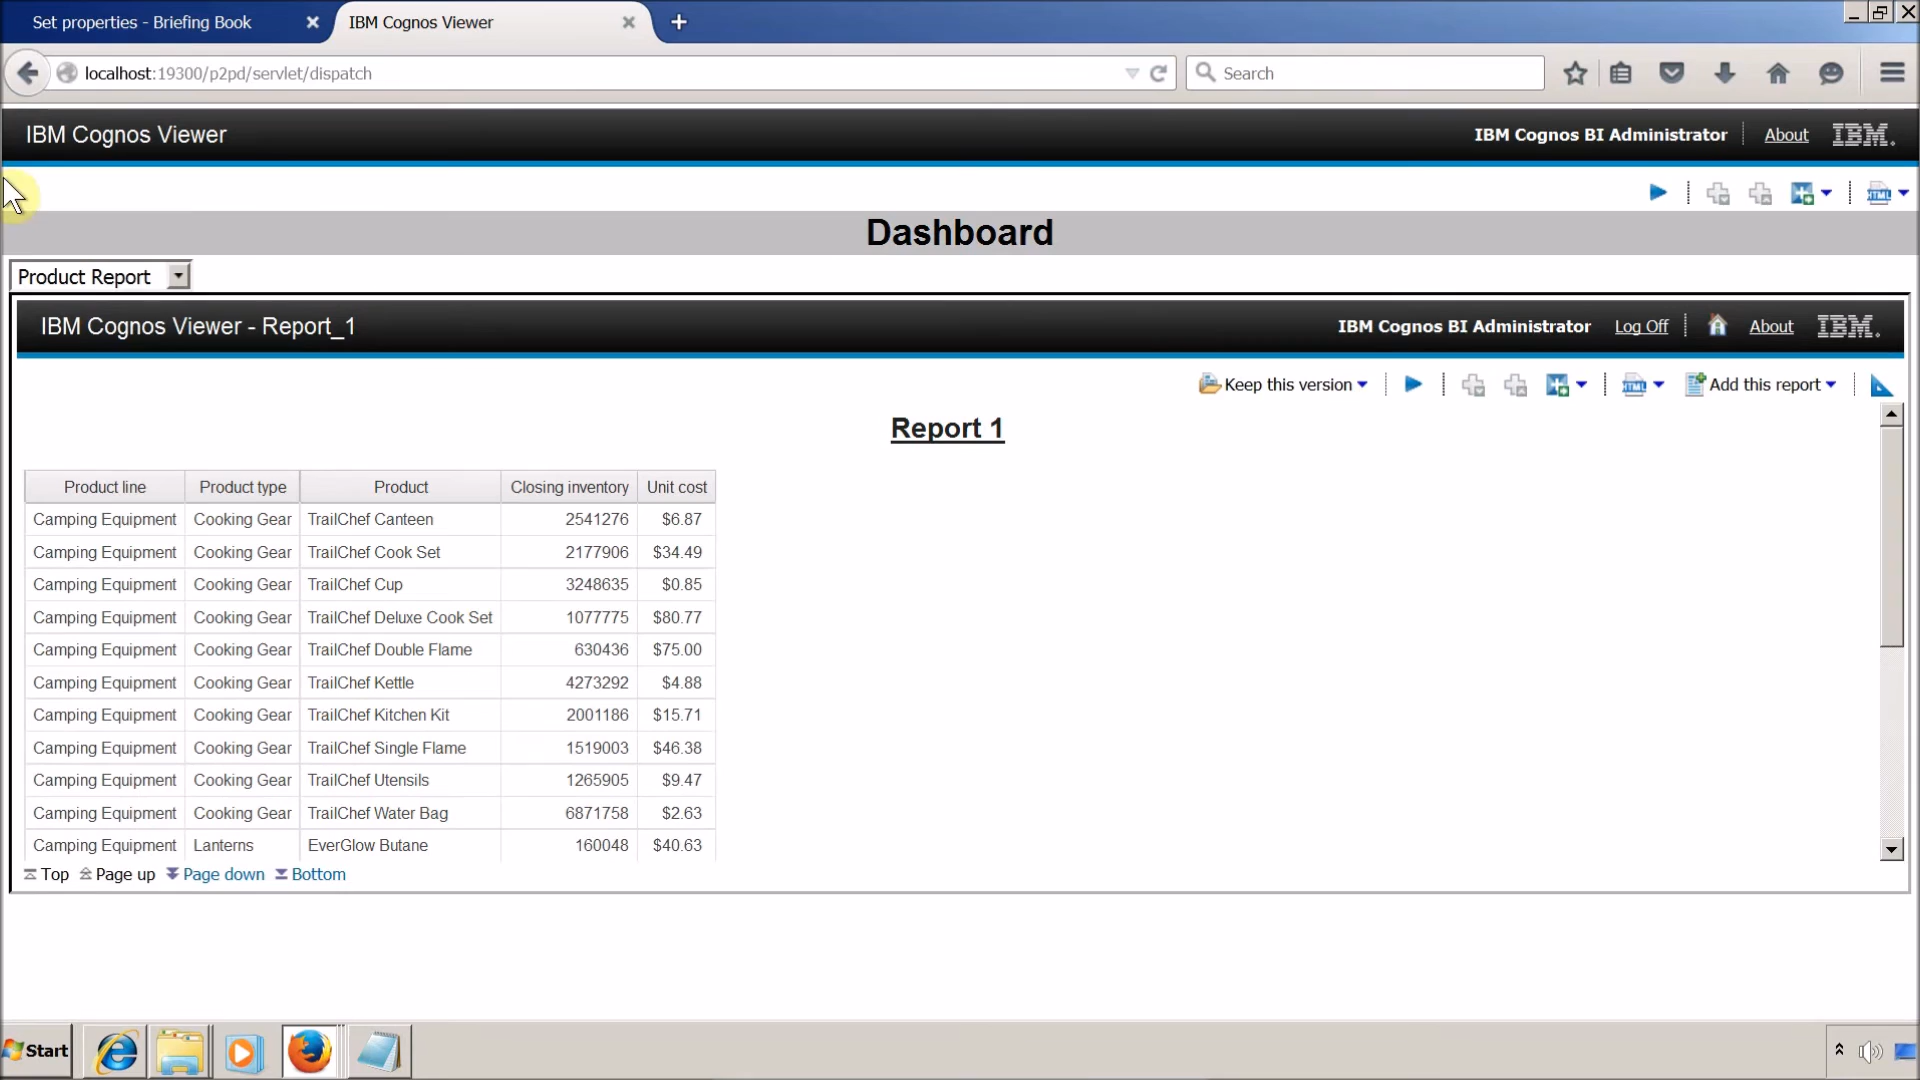 Set properties - Briefing Book
IBM Cognos Viewer
localhost:19300/p2pd/servlet/dispatch
Search
IBM Cognos Viewer
IBM Cognos BI Administrator
About
IBM.
HTML
Dashboard
Product Report
IBM Cognos Viewer - Report_1
IBM Cognos BI Administrator
Log Off
About
IBM.
Keep this version
HTML
Add this report
Report 1
Product line Product type Product Closing inventory Unit cost
Camping Equipment Cooking Gear TrailChef Canteen 2541276 $6.87
Camping Equipment Cooking Gear TrailChef Cook Set 2177906 $34.49
Camping Equipment Cooking Gear TrailChef Cup 3248635 $0.85
Camping Equipment Cooking Gear TrailChef Deluxe Cook Set 1077775 $80.77
Camping Equipment Cooking Gear TrailChef Double Flame 630436 $75.00
Camping Equipment Cooking Gear TrailChef Kettle 4273292 $4.88
Camping Equipment Cooking Gear TrailChef Kitchen Kit 2001186 $15.71
Camping Equipment Cooking Gear TrailChef Single Flame 1519003 $46.38
Camping Equipment Cooking Gear TrailChef Utensils 1265905 $9.47
Camping Equipment Cooking Gear TrailChef Water Bag 6871758 $2.63
Camping Equipment Lanterns EverGlow Butane 160048 $40.63
Top Page up Page down Bottom
Start